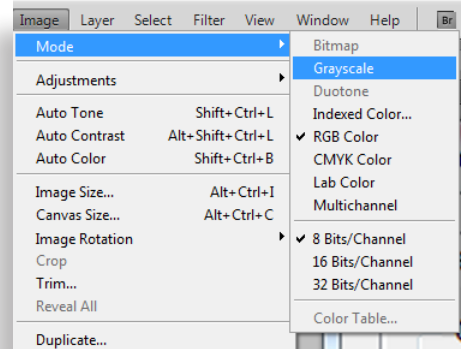 Image Layer Select Filter View Window Help Br
Mode
Adjustments
Auto Tone Shift+Ctrl+L
Auto Contrast Alt+Shift+Ctrl+L
Auto Color Shift+Ctrl+B
Image Size... Alt+Ctrl+I
Canvas Size... Alt+Ctrl+C
Image Rotation
Crop
Trim...
Reveal All
Duplicate...
Bitmap
Grayscale
Duotone
Indexed Color...
RGB Color
CMYK Color
Lab Color
Multichannel
8 Bits/Channel
16 Bits/Channel
32 Bits/Channel
Color Table...